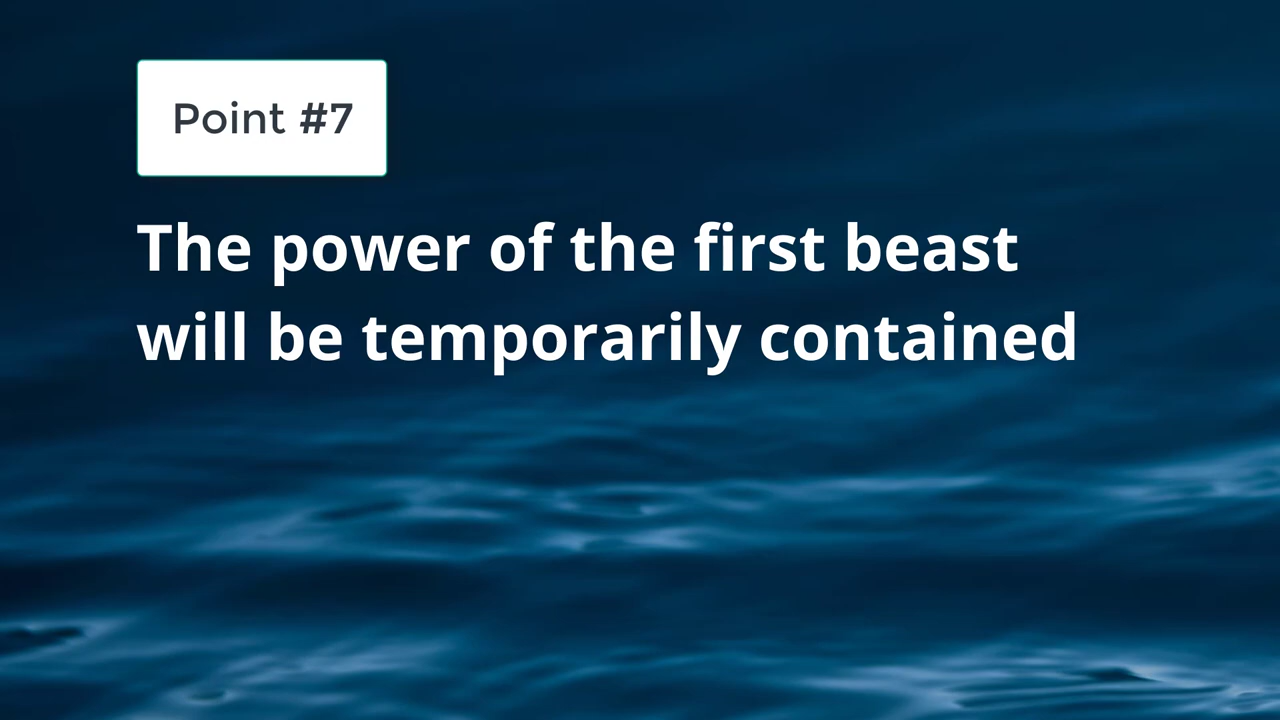 Point #7
The power of the first beast
will be temporarily contained